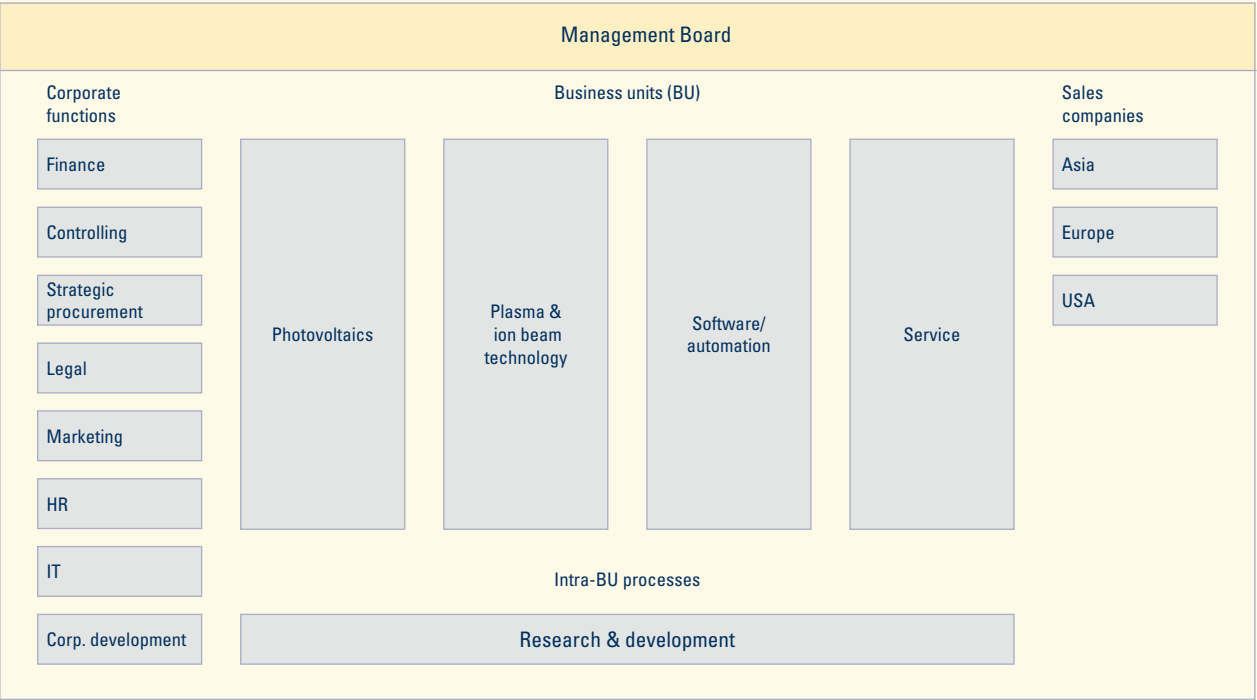 Management Board
Corporate
functions
Finance
Controlling
Strategic
procurement
Legal
Marketing
HR
IT
Corp. development
Business units (BU)
Photovoltaics
Plasma &
ion beam
technology
Software/
automation
Service
Intra-BU processes
Research & development
Sales
companies
Asia
Europe
USA